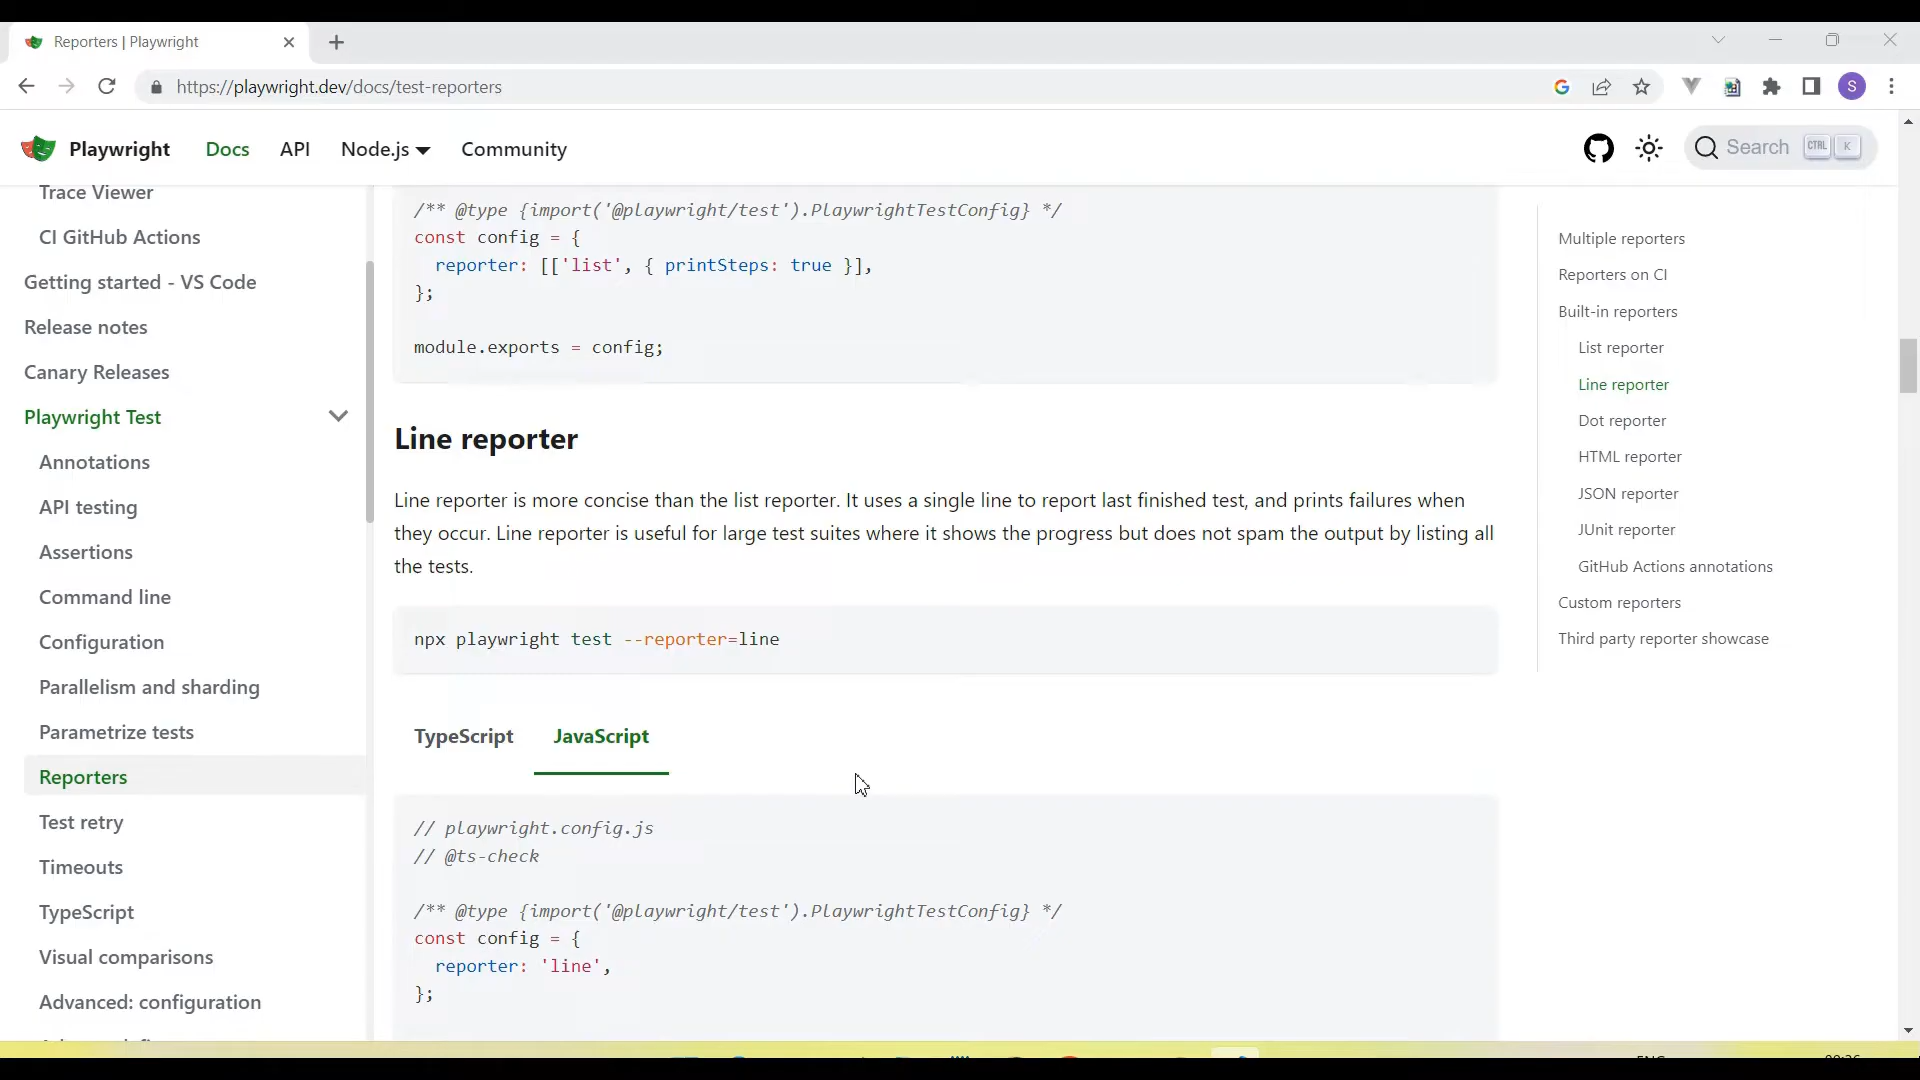 Reporters | Playwright
https://playwright.dev/docs/test-reporters
S
Playwright
Docs
API
Node.js
Community
Search
CTRL
K
Trace Viewer
CI GitHub Actions
Getting started - VS Code
Release notes
Canary Releases
Playwright Test
Annotations
API testing
Assertions
Command line
Configuration
Parallelism and sharding
Parametrize tests
Reporters
Test retry
Timeouts
TypeScript
Visual comparisons
Advanced: configuration
/** @type {import('@playwright/test').PlaywrightTestConfig} */
const config = {
reporter: [['list', { printSteps: true }],
};
module.exports = config;
Line reporter
Line reporter is more concise than the list reporter. It uses a single line to report last finished test, and prints failures when
they occur. Line reporter is useful for large test suites where it shows the progress but does not spam the output by listing all
the tests.
npx playwright test --reporter=line
TypeScript
JavaScript
// playwright.config.js
// @ts-check
/** @type {import('@playwright/test').PlaywrightTestConfig} */
const config = {
reporter: 'line',
};
Multiple reporters
Reporters on CI
Built-in reporters
List reporter
Line reporter
Dot reporter
HTML reporter
JSON reporter
JUnit reporter
GitHub Actions annotations
Custom reporters
Third party reporter showcase